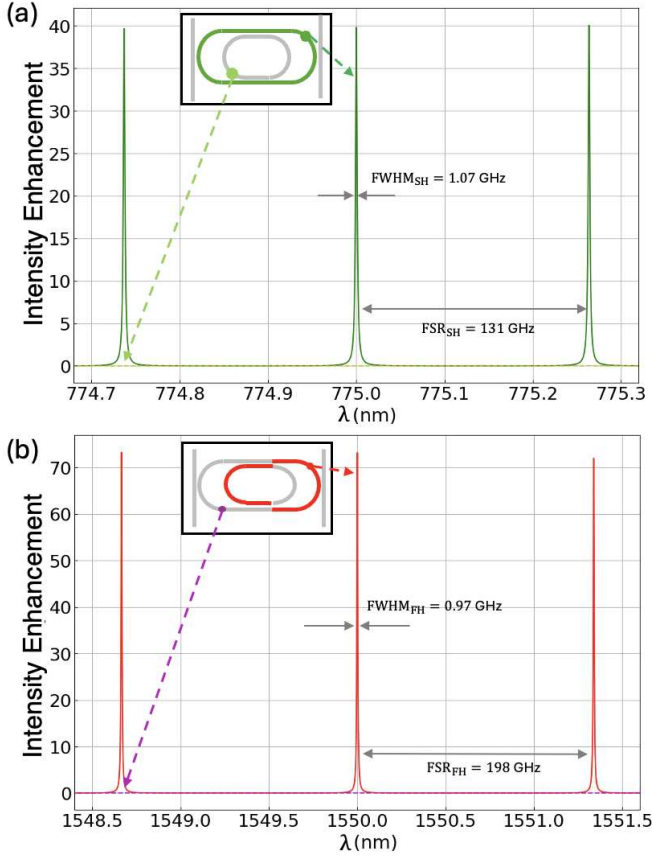 (a)
Intensity Enhancement
40
35
30
25
20
15
10
5
0
FWHM_SH = 1.07 GHz
FSR_SH = 131 GHz
774.7 774.8 774.9 775.0 775.1 775.2 775.3
λ(nm)
(b)
Intensity Enhancement
70
60
50
40
30
20
10
0
FWHM_FH = 0.97 GHz
FSR_FH = 198 GHz
1548.5 1549.0 1549.5 1550.0 1550.5 1551.0 1551.5
λ(nm)